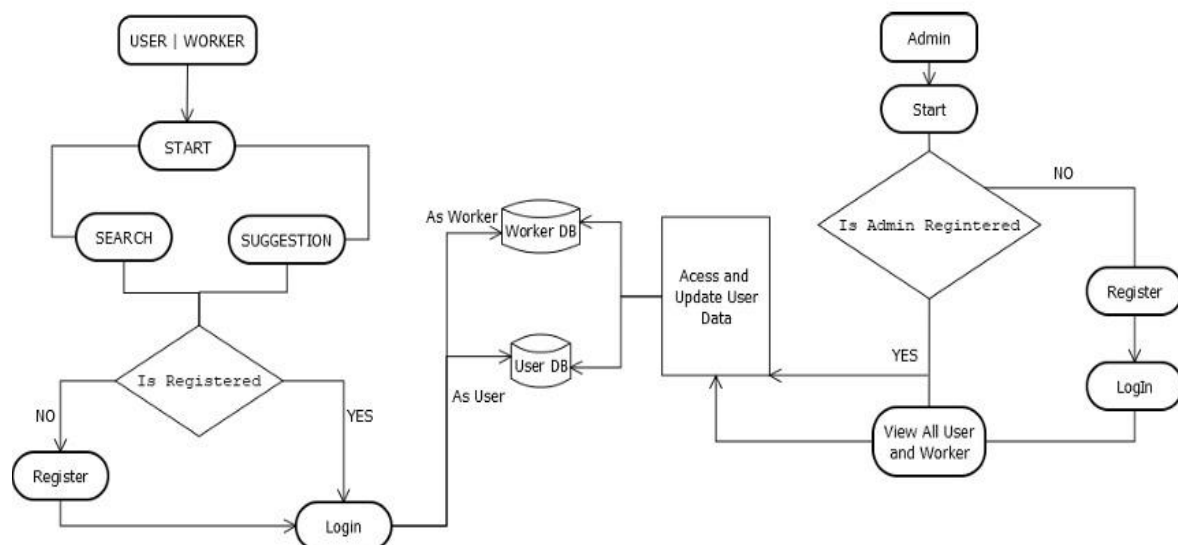 USER | WORKER
START
SEARCH
SUGGESTION
Is Registered
NO
YES
Register
Login
As Worker
Worker DB
User DB
As User
Acess and
Update User
Data
Admin
Start
Is Admin Regintered
NO
YES
Register
LogIn
View All User
and Worker